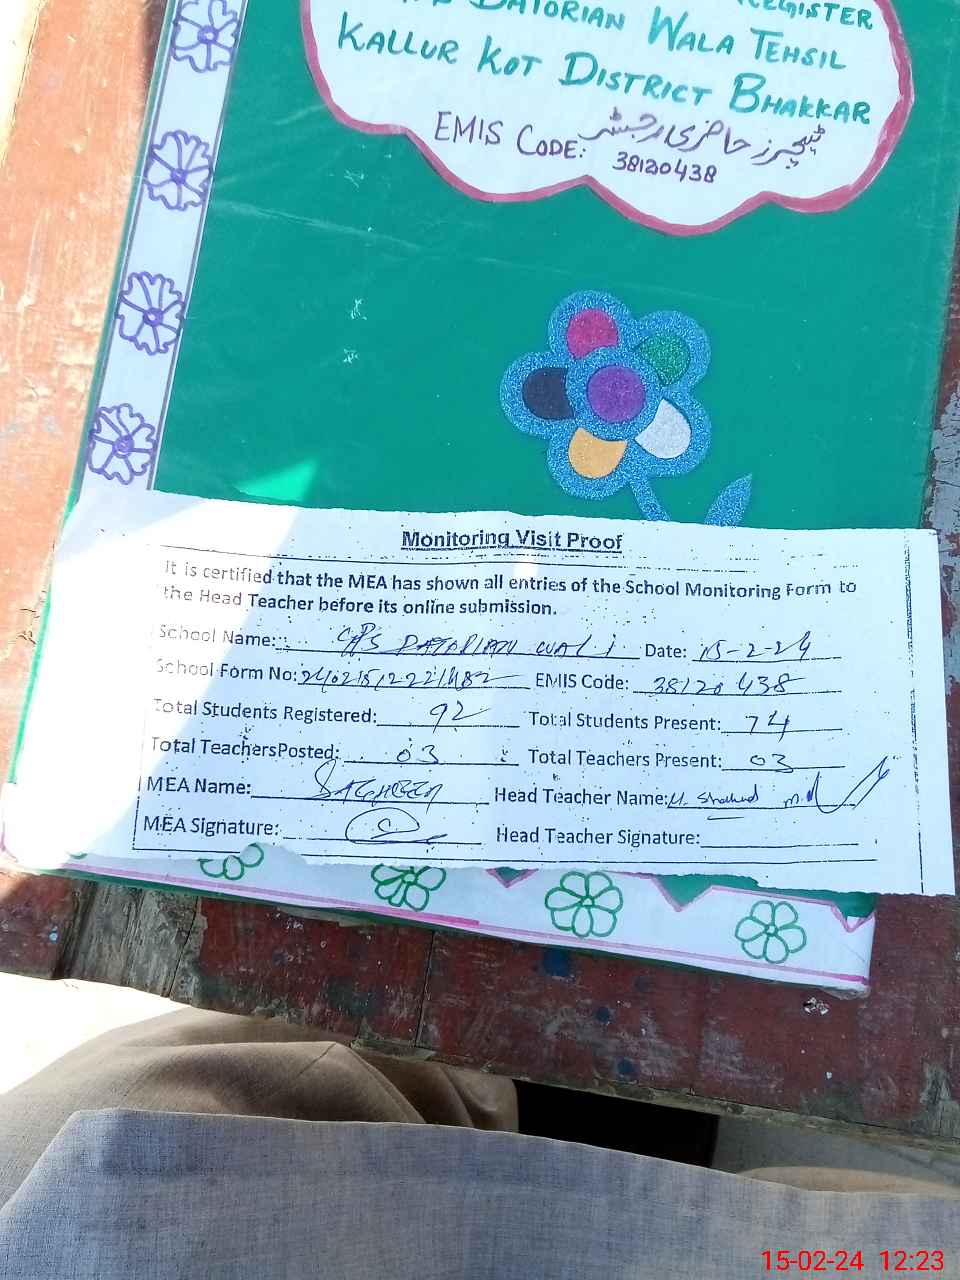 REGISTER
DATORIAN WALA TEHSIL
KALLUR KOT DISTRICT BHAKKAR
EMIS CODE: ٹیچرز حاضری رجسٹر
38120438
Monitoring Visit Proof
It is certified that the MEA has shown all entries of the School Monitoring Form to
the Head Teacher before its online submission.
School Name: Date: 15-2-24
School Form No: EMIS Code: 38120438
Total Students Registered: 92 Total Students Present: 74
Total TeachersPosted: 03 Total Teachers Present: 03
MEA Name: Head Teacher Name:
MEA Signature: Head Teacher Signature:
15-02-24 12:23